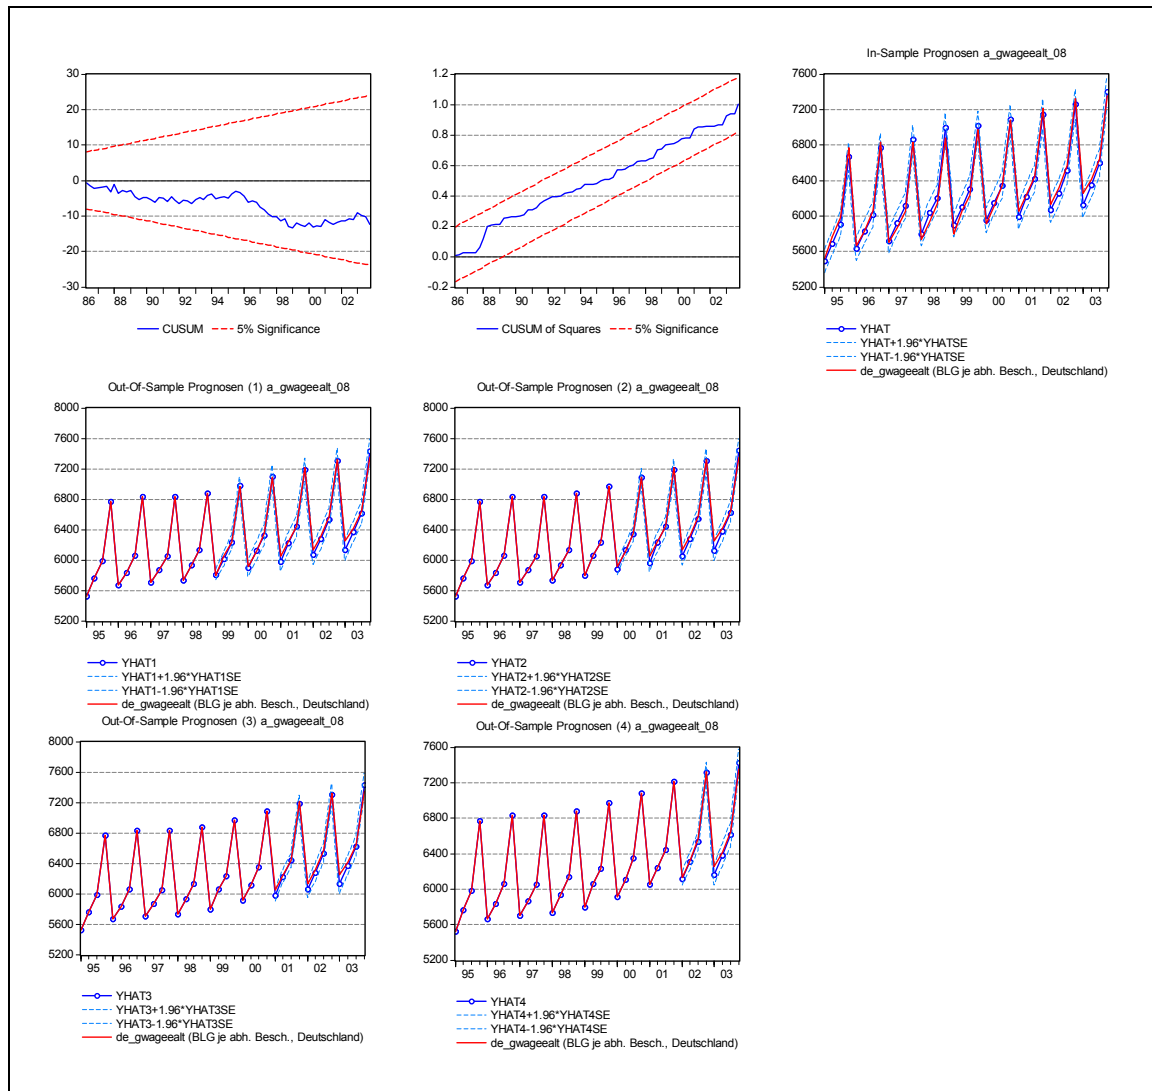 30
20
10
0
-10
-20
-30
86 88 90 92 94 96 98 00 02
CUSUM 5% Significance
1.2
1.0
0.8
0.6
0.4
0.2
0.0
-0.2
86 88 90 92 94 96 98 00 02
CUSUM of Squares 5% Significance
In-Sample Prognosen a_gwageealt_08
7600
7200
6800
6400
6000
5600
5200
95 96 97 98 99 00 01 02 03
YHAT
YHAT+1.96*YHATSE
YHAT-1.96*YHATSE
de_gwageealt (BLG je abh. Besch., Deutschland)
Out-Of-Sample Prognosen (1) a_gwageealt_08
8000
7600
7200
6800
6400
6000
5600
5200
95 96 97 98 99 00 01 02 03
YHAT1
YHAT1+1.96*YHAT1SE
YHAT1-1.96*YHAT1SE
de_gwageealt (BLG je abh. Besch., Deutschland)
Out-Of-Sample Prognosen (2) a_gwageealt_08
8000
7600
7200
6800
6400
6000
5600
5200
95 96 97 98 99 00 01 02 03
YHAT2
YHAT2+1.96*YHAT2SE
YHAT2-1.96*YHAT2SE
de_gwageealt (BLG je abh. Besch., Deutschland)
Out-Of-Sample Prognosen (3) a_gwageealt_08
8000
7600
7200
6800
6400
6000
5600
5200
95 96 97 98 99 00 01 02 03
YHAT3
YHAT3+1.96*YHAT3SE
YHAT3-1.96*YHAT3SE
de_gwageealt (BLG je abh. Besch., Deutschland)
Out-Of-Sample Prognosen (4) a_gwageealt_08
7600
7200
6800
6400
6000
5600
5200
95 96 97 98 99 00 01 02 03
YHAT4
YHAT4+1.96*YHAT4SE
YHAT4-1.96*YHAT4SE
de_gwageealt (BLG je abh. Besch., Deutschland)